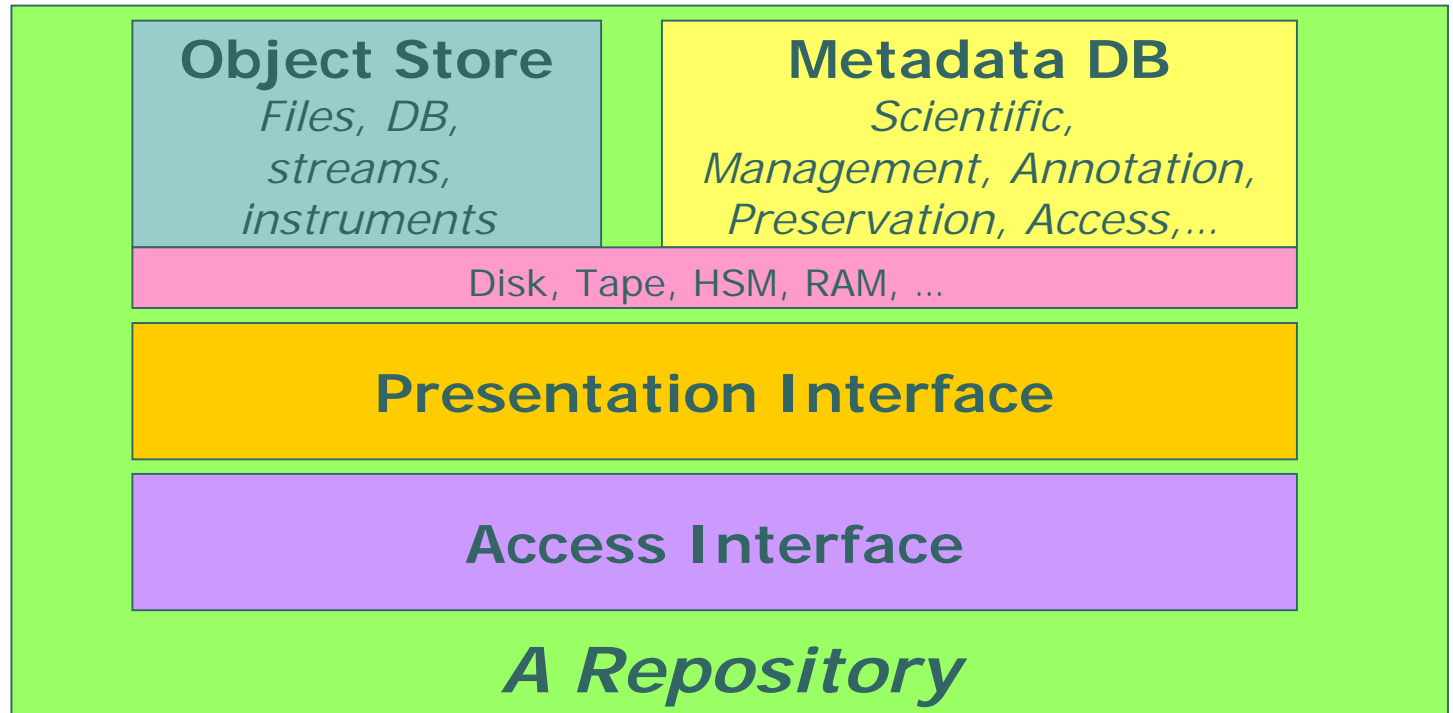 Object Store
Files, DB,
streams,
instruments
Metadata DB
Scientific,
Management, Annotation,
Preservation, Access,...
Disk, Tape, HSM, RAM, ...
Presentation Interface
Access Interface
A Repository